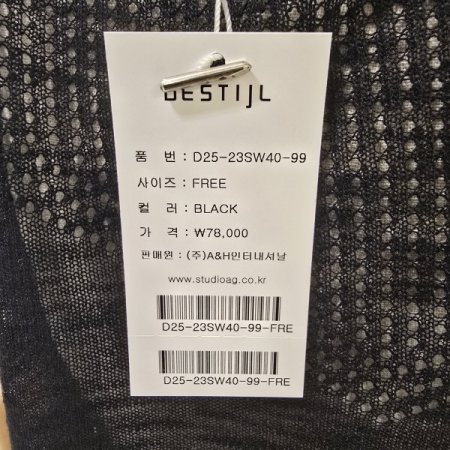 DESTIJL
품 번 : D25-23SW40-99
사이즈 : FREE
컬 러 : BLACK
가 격 : ₩78,000
판매원 : (주)A&H인터내셔날
www.studioag.co.kr
D25-23SW40-99-FRE
D25-23SW40-99-FRE